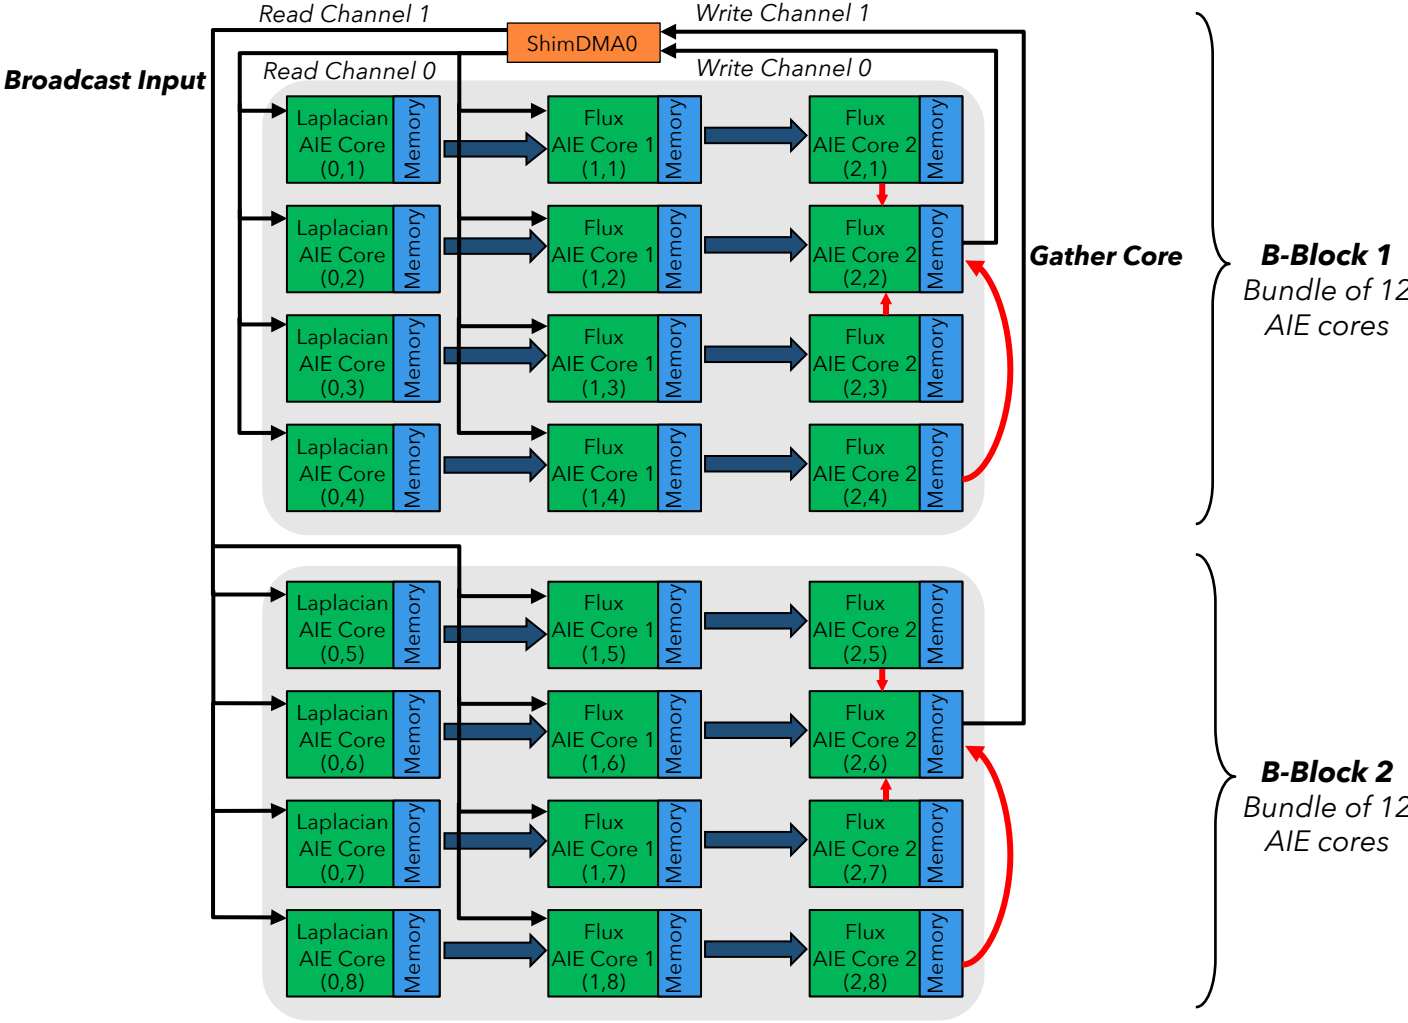 Read Channel 1
Write Channel 1
ShimDMA0
Broadcast Input
Read Channel 0
Write Channel 0
Laplacian
AIE Core
(0,1)
Memory
Flux
AIE Core 1
(1,1)
Memory
Flux
AIE Core 2
(2,1)
Memory
Laplacian
AIE Core
(0,2)
Memory
Flux
AIE Core 1
(1,2)
Memory
Flux
AIE Core 2
(2,2)
Memory
Gather Core
B-Block 1
Bundle of 12
AIE cores
Laplacian
AIE Core
(0,3)
Memory
Flux
AIE Core 1
(1,3)
Memory
Flux
AIE Core 2
(2,3)
Memory
Laplacian
AIE Core
(0,4)
Memory
Flux
AIE Core 1
(1,4)
Memory
Flux
AIE Core 2
(2,4)
Memory
Laplacian
AIE Core
(0,5)
Memory
Flux
AIE Core 1
(1,5)
Memory
Flux
AIE Core 2
(2,5)
Memory
Laplacian
AIE Core
(0,6)
Memory
Flux
AIE Core 1
(1,6)
Memory
Flux
AIE Core 2
(2,6)
Memory
B-Block 2
Bundle of 12
AIE cores
Laplacian
AIE Core
(0,7)
Memory
Flux
AIE Core 1
(1,7)
Memory
Flux
AIE Core 2
(2,7)
Memory
Laplacian
AIE Core
(0,8)
Memory
Flux
AIE Core 1
(1,8)
Memory
Flux
AIE Core 2
(2,8)
Memory